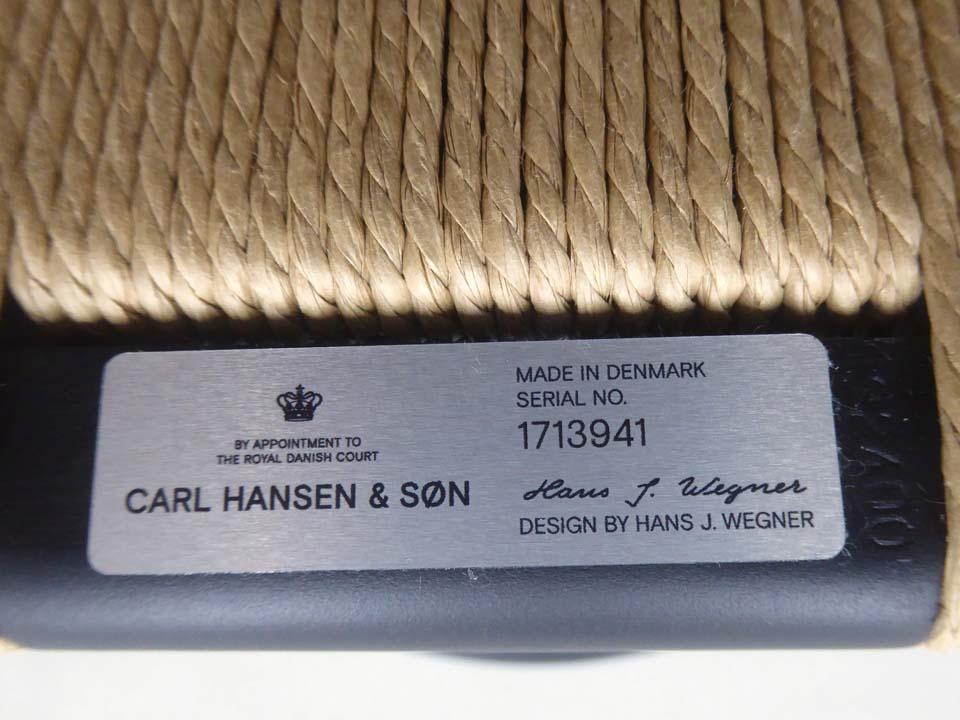 BY APPOINTMENT TO
THE ROYAL DANISH COURT
CARL HANSEN & SØN
MADE IN DENMARK
SERIAL NO.
1713941
Hans J. Wegner
DESIGN BY HANS J. WEGNER